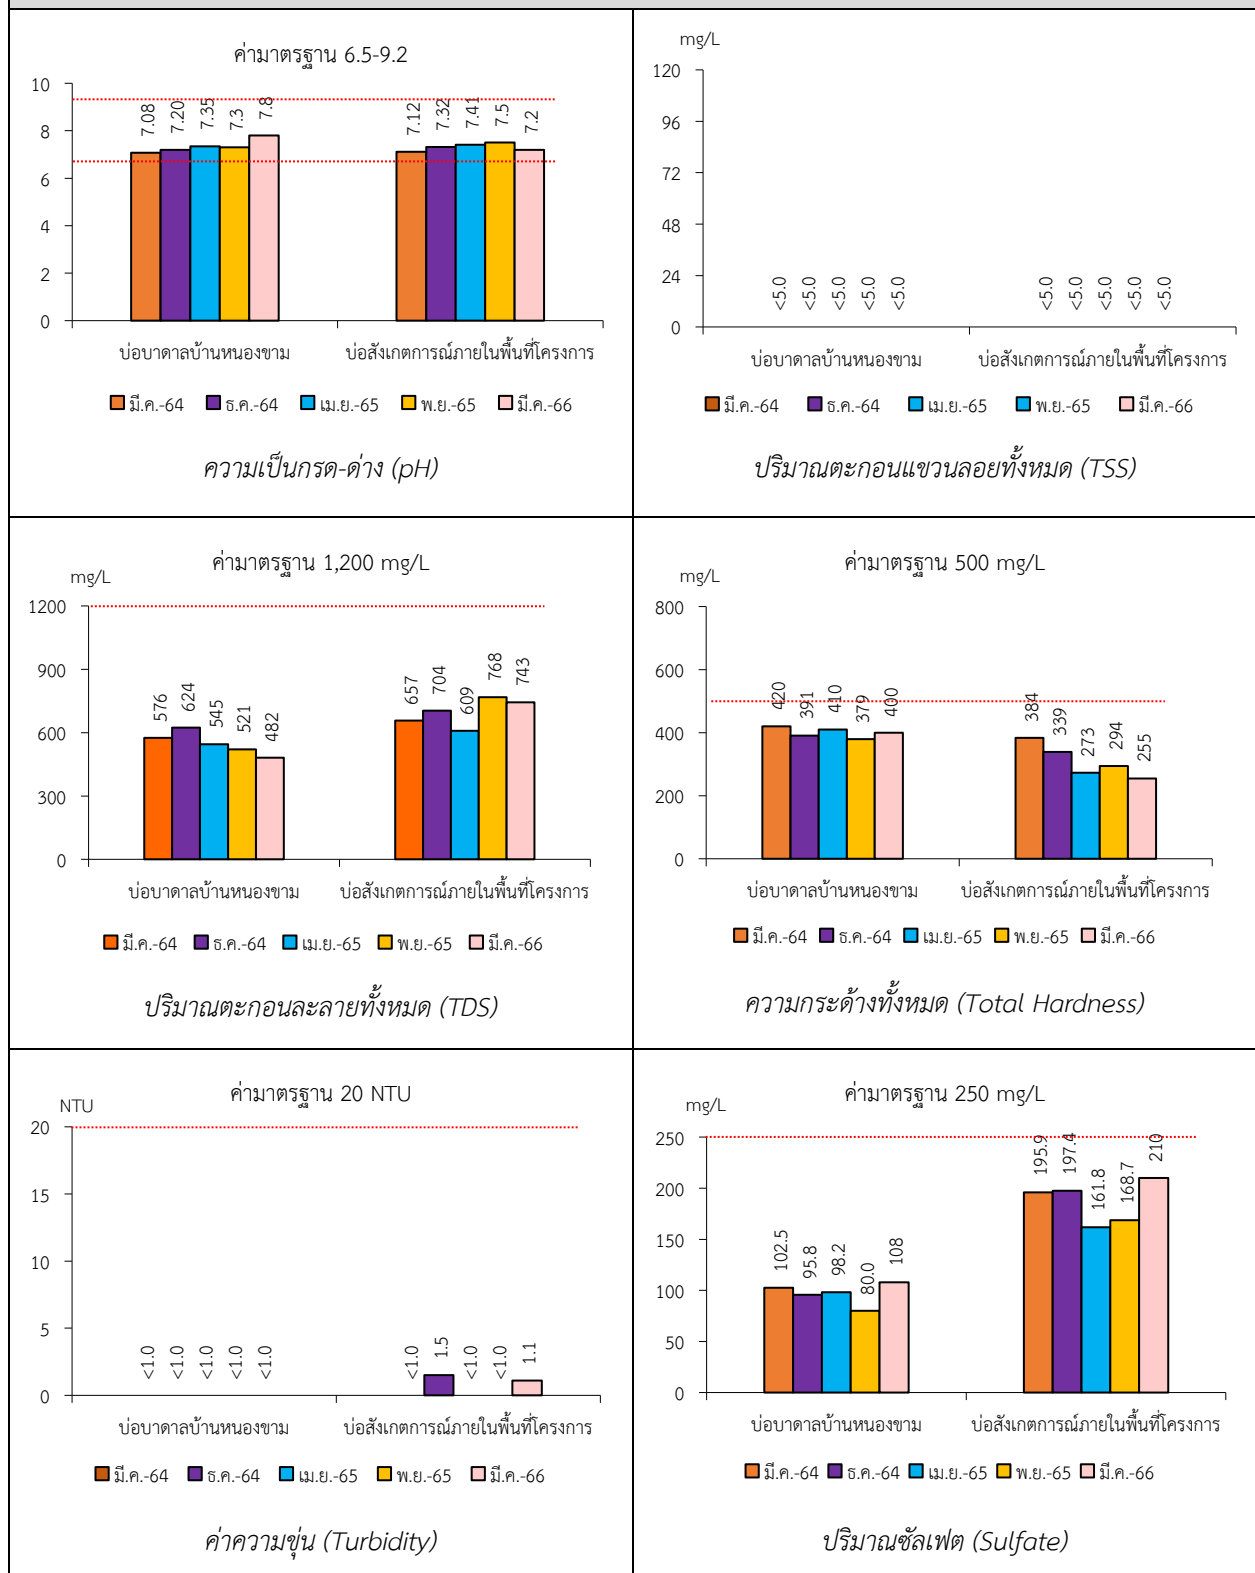 ค่ามาตรฐาน 6.5-9.2
10
8
6
4
2
0
7.08
7.20
7.35
7.3
7.8
7.12
7.32
7.41
7.5
7.2
บ่อบาดาลบ้านหนองขาม
บ่อสังเกตการณ์ภายในพื้นที่โครงการ
มี.ค.-64 ธ.ค.-64 เม.ย.-65 พ.ย.-65 มี.ค.-66
ความเป็นกรด-ด่าง (pH)
mg/L
120
96
72
48
24
0
<5.0
<5.0
<5.0
<5.0
<5.0
<5.0
<5.0
<5.0
<5.0
<5.0
บ่อบาดาลบ้านหนองขาม
บ่อสังเกตการณ์ภายในพื้นที่โครงการ
มี.ค.-64 ธ.ค.-64 เม.ย.-65 พ.ย.-65 มี.ค.-66
ปริมาณตะกอนแขวนลอยทั้งหมด (TSS)
ค่ามาตรฐาน 1,200 mg/L
mg/L
1200
900
600
300
0
576
624
545
521
482
657
704
609
768
743
บ่อบาดาลบ้านหนองขาม
บ่อสังเกตการณ์ภายในพื้นที่โครงการ
มี.ค.-64 ธ.ค.-64 เม.ย.-65 พ.ย.-65 มี.ค.-66
ปริมาณตะกอนละลายทั้งหมด (TDS)
ค่ามาตรฐาน 500 mg/L
mg/L
800
600
400
200
0
420
391
410
379
400
384
339
273
294
255
บ่อบาดาลบ้านหนองขาม
บ่อสังเกตการณ์ภายในพื้นที่โครงการ
มี.ค.-64 ธ.ค.-64 เม.ย.-65 พ.ย.-65 มี.ค.-66
ความกระด้างทั้งหมด (Total Hardness)
ค่ามาตรฐาน 20 NTU
NTU
20
15
10
5
0
<1.0
<1.0
<1.0
<1.0
<1.0
<1.0
1.5
<1.0
<1.0
1.1
บ่อบาดาลบ้านหนองขาม
บ่อสังเกตการณ์ภายในพื้นที่โครงการ
มี.ค.-64 ธ.ค.-64 เม.ย.-65 พ.ย.-65 มี.ค.-66
ค่าความขุ่น (Turbidity)
ค่ามาตรฐาน 250 mg/L
mg/L
250
200
150
100
50
0
102.5
95.8
98.2
80.0
108
195.9
197.4
161.8
168.7
210
บ่อบาดาลบ้านหนองขาม
บ่อสังเกตการณ์ภายในพื้นที่โครงการ
มี.ค.-64 ธ.ค.-64 เม.ย.-65 พ.ย.-65 มี.ค.-66
ปริมาณซัลเฟต (Sulfate)